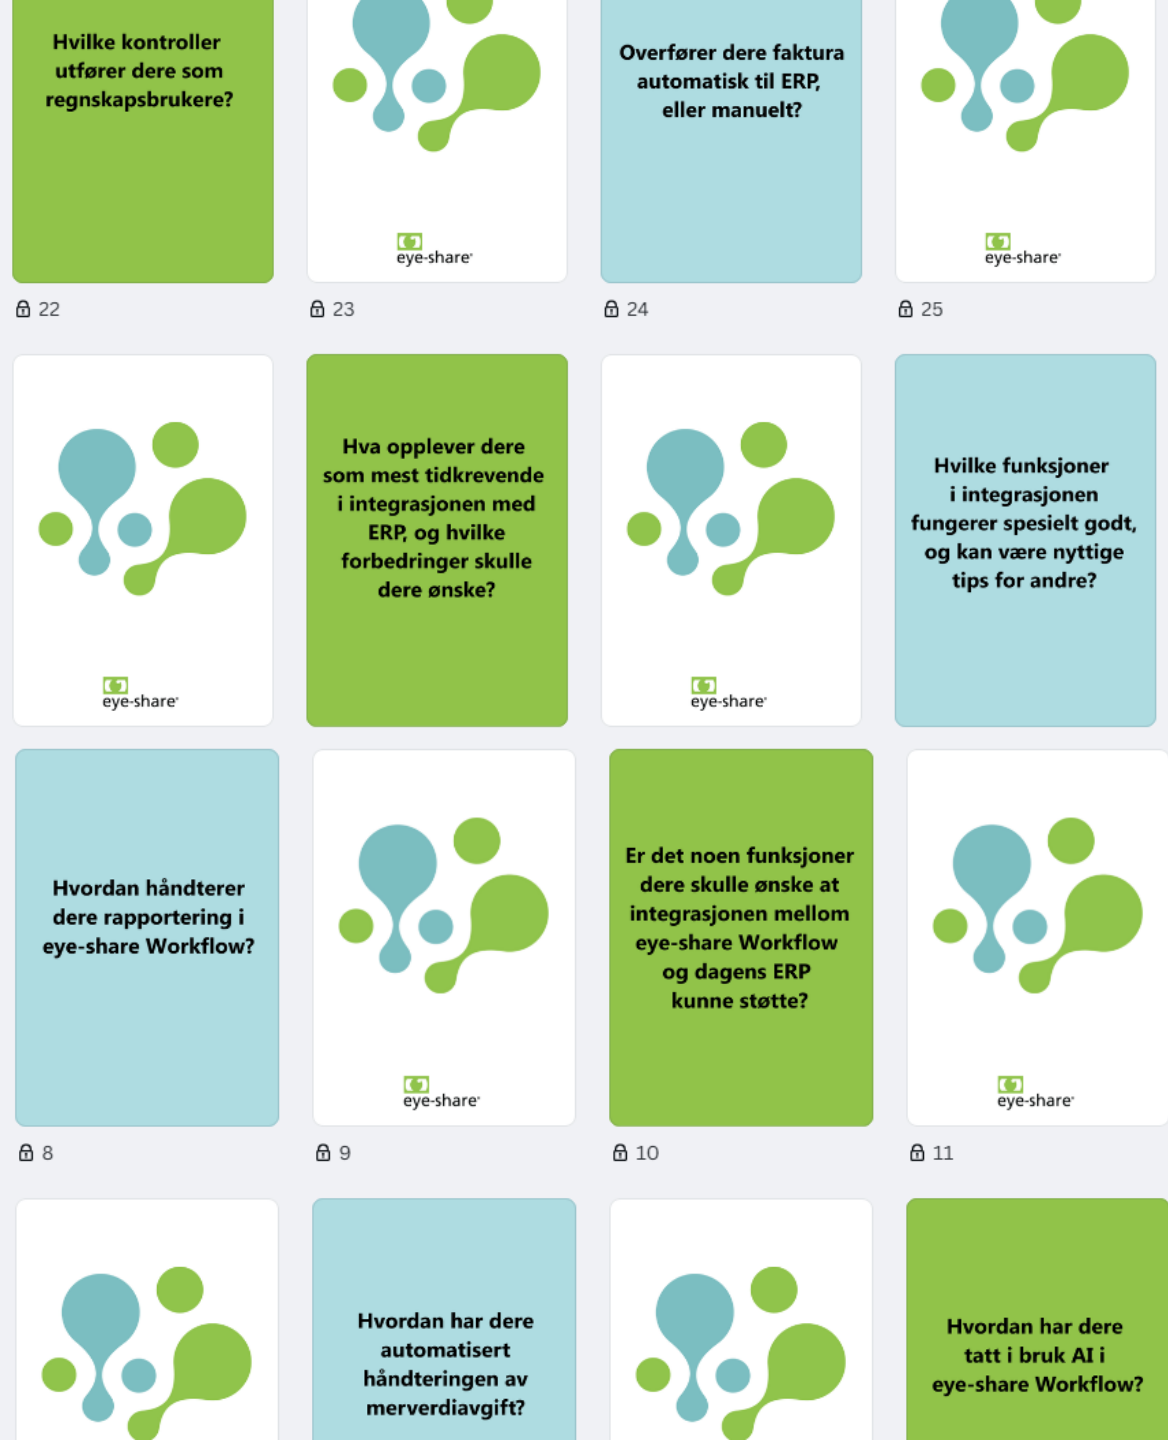 Hvilke kontroller
utfører dere som
regnskapsbrukere?
eye-share
Overfører dere faktura
automatisk til ERP,
eller manuelt?
eye-share
22
23
24
25
eye-share
Hva opplever dere
som mest tidkrevende
i integrasjonen med
ERP, og hvilke
forbedringer skulle
dere ønske?
eye-share
Hvilke funksjoner
i integrasjonen
fungerer spesielt godt,
og kan være nyttige
tips for andre?
Hvordan håndterer
dere rapportering i
eye-share Workflow?
eye-share
Er det noen funksjoner
dere skulle ønske at
integrasjonen mellom
eye-share Workflow
og dagens ERP
kunne støtte?
eye-share
8
9
10
11
Hvordan har dere
automatisert
håndteringen av
merverdiavgift?
Hvordan har dere
tatt i bruk AI i
eye-share Workflow?